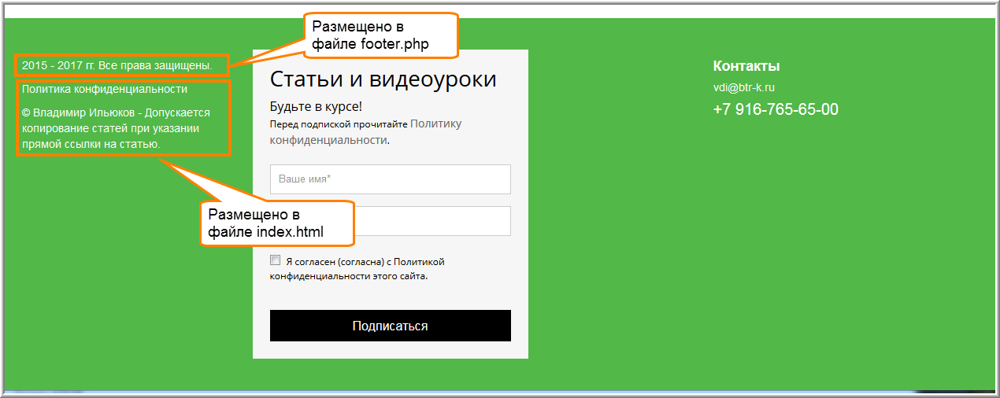 Размещено в
файле footer.php
2015 - 2017 гг. Все права защищены.
Политика конфиденциальности
© Владимир Ильюков - Допускается
копирование статей при указании
прямой ссылки на статью.
Размещено в
файле index.html
Статьи и видеоуроки
Будьте в курсе!
Перед подпиской прочитайте Политику
конфиденциальности.
Ваше имя*
Я согласен (согласна) с Политикой
конфиденциальности этого сайта.
Подписаться
Контакты
vdi@btr-k.ru
+7 916-765-65-00